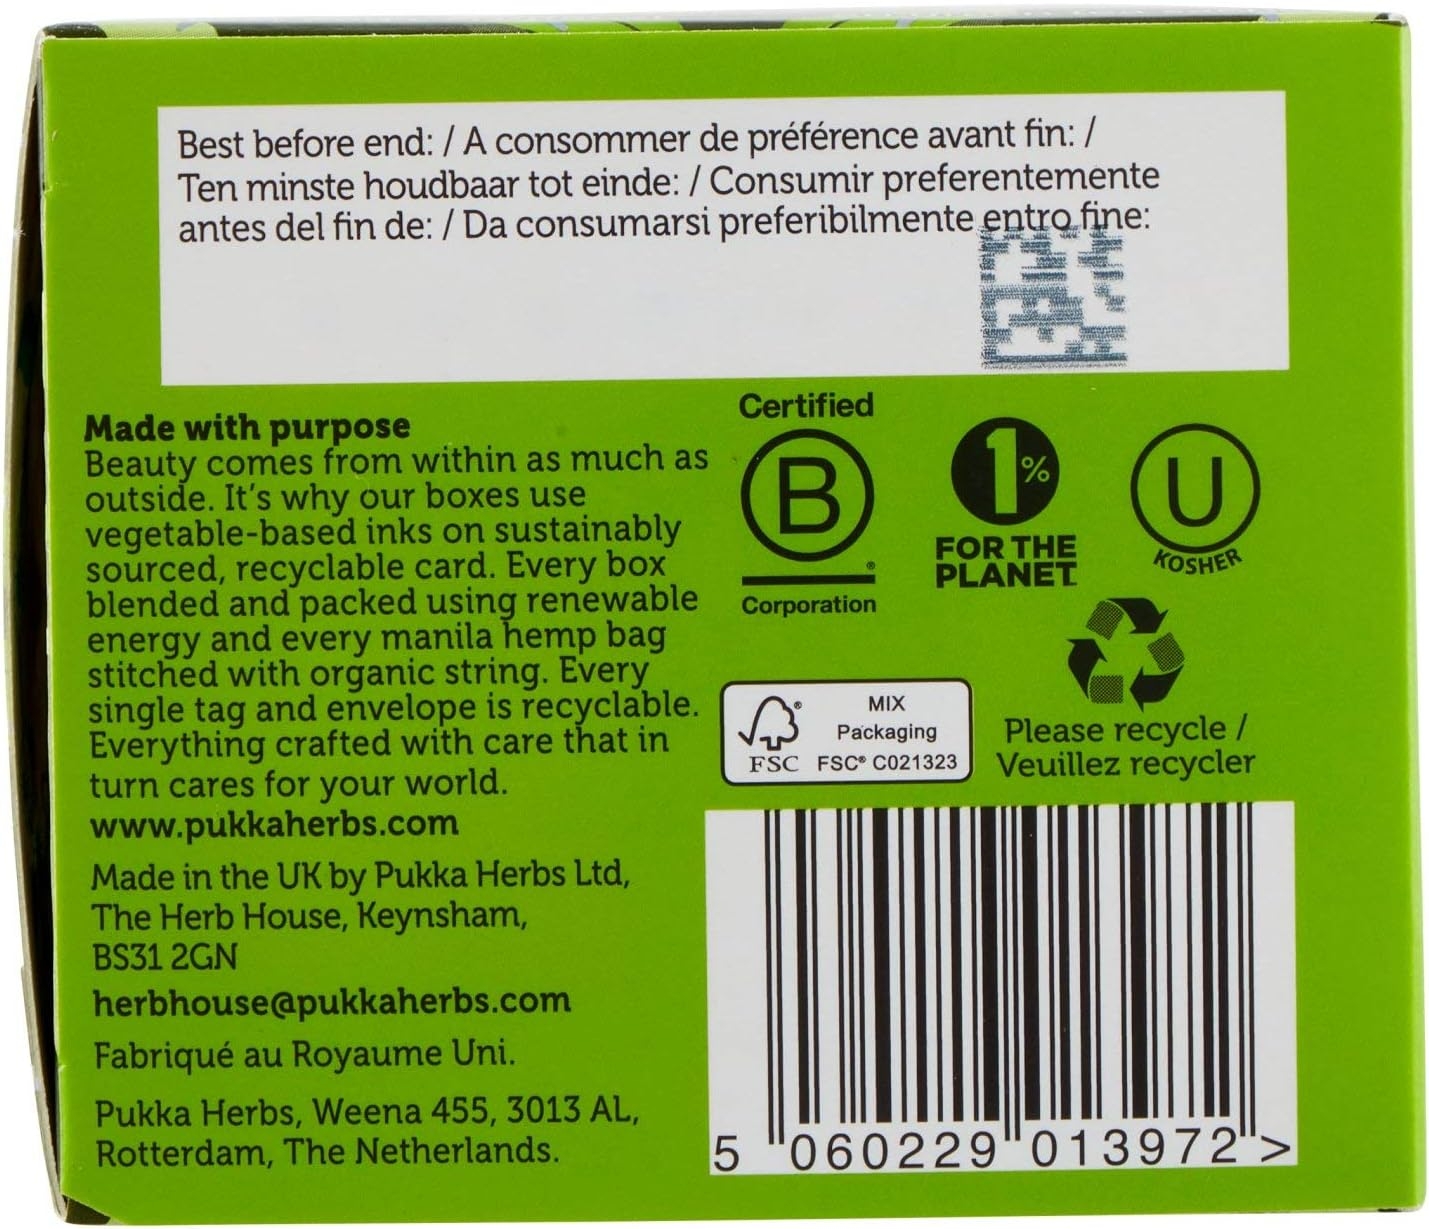 Best before end: / A consommer de préférence avant fin: /
Ten minste houdbaar tot einde: / Consumir preferentemente
antes del fin de: / Da consumarsi preferibilmente entro fine:
Made with purpose
Beauty comes from within as much as
outside. It's why our boxes use
vegetable-based inks on sustainably
sourced, recyclable card. Every box
blended and packed using renewable
energy and every manila hemp bag
stitched with organic string. Every
single tag and envelope is recyclable.
Everything crafted with care that in
turn cares for your world.
www.pukkaherbs.com
Made in the UK by Pukka Herbs Ltd,
The Herb House, Keynsham,
BS31 2GN
herbhouse@pukkaherbs.com
Fabriqué au Royaume Uni.
Pukka Herbs, Weena 455, 3013 AL,
Rotterdam, The Netherlands.
Certified
B
®
Corporation
1%
FOR THE
PLANET
U
KOSHER
MIX
Packaging
FSC® C021323
®
FSC
Please recycle /
Veuillez recycler
5 060229 013972 >